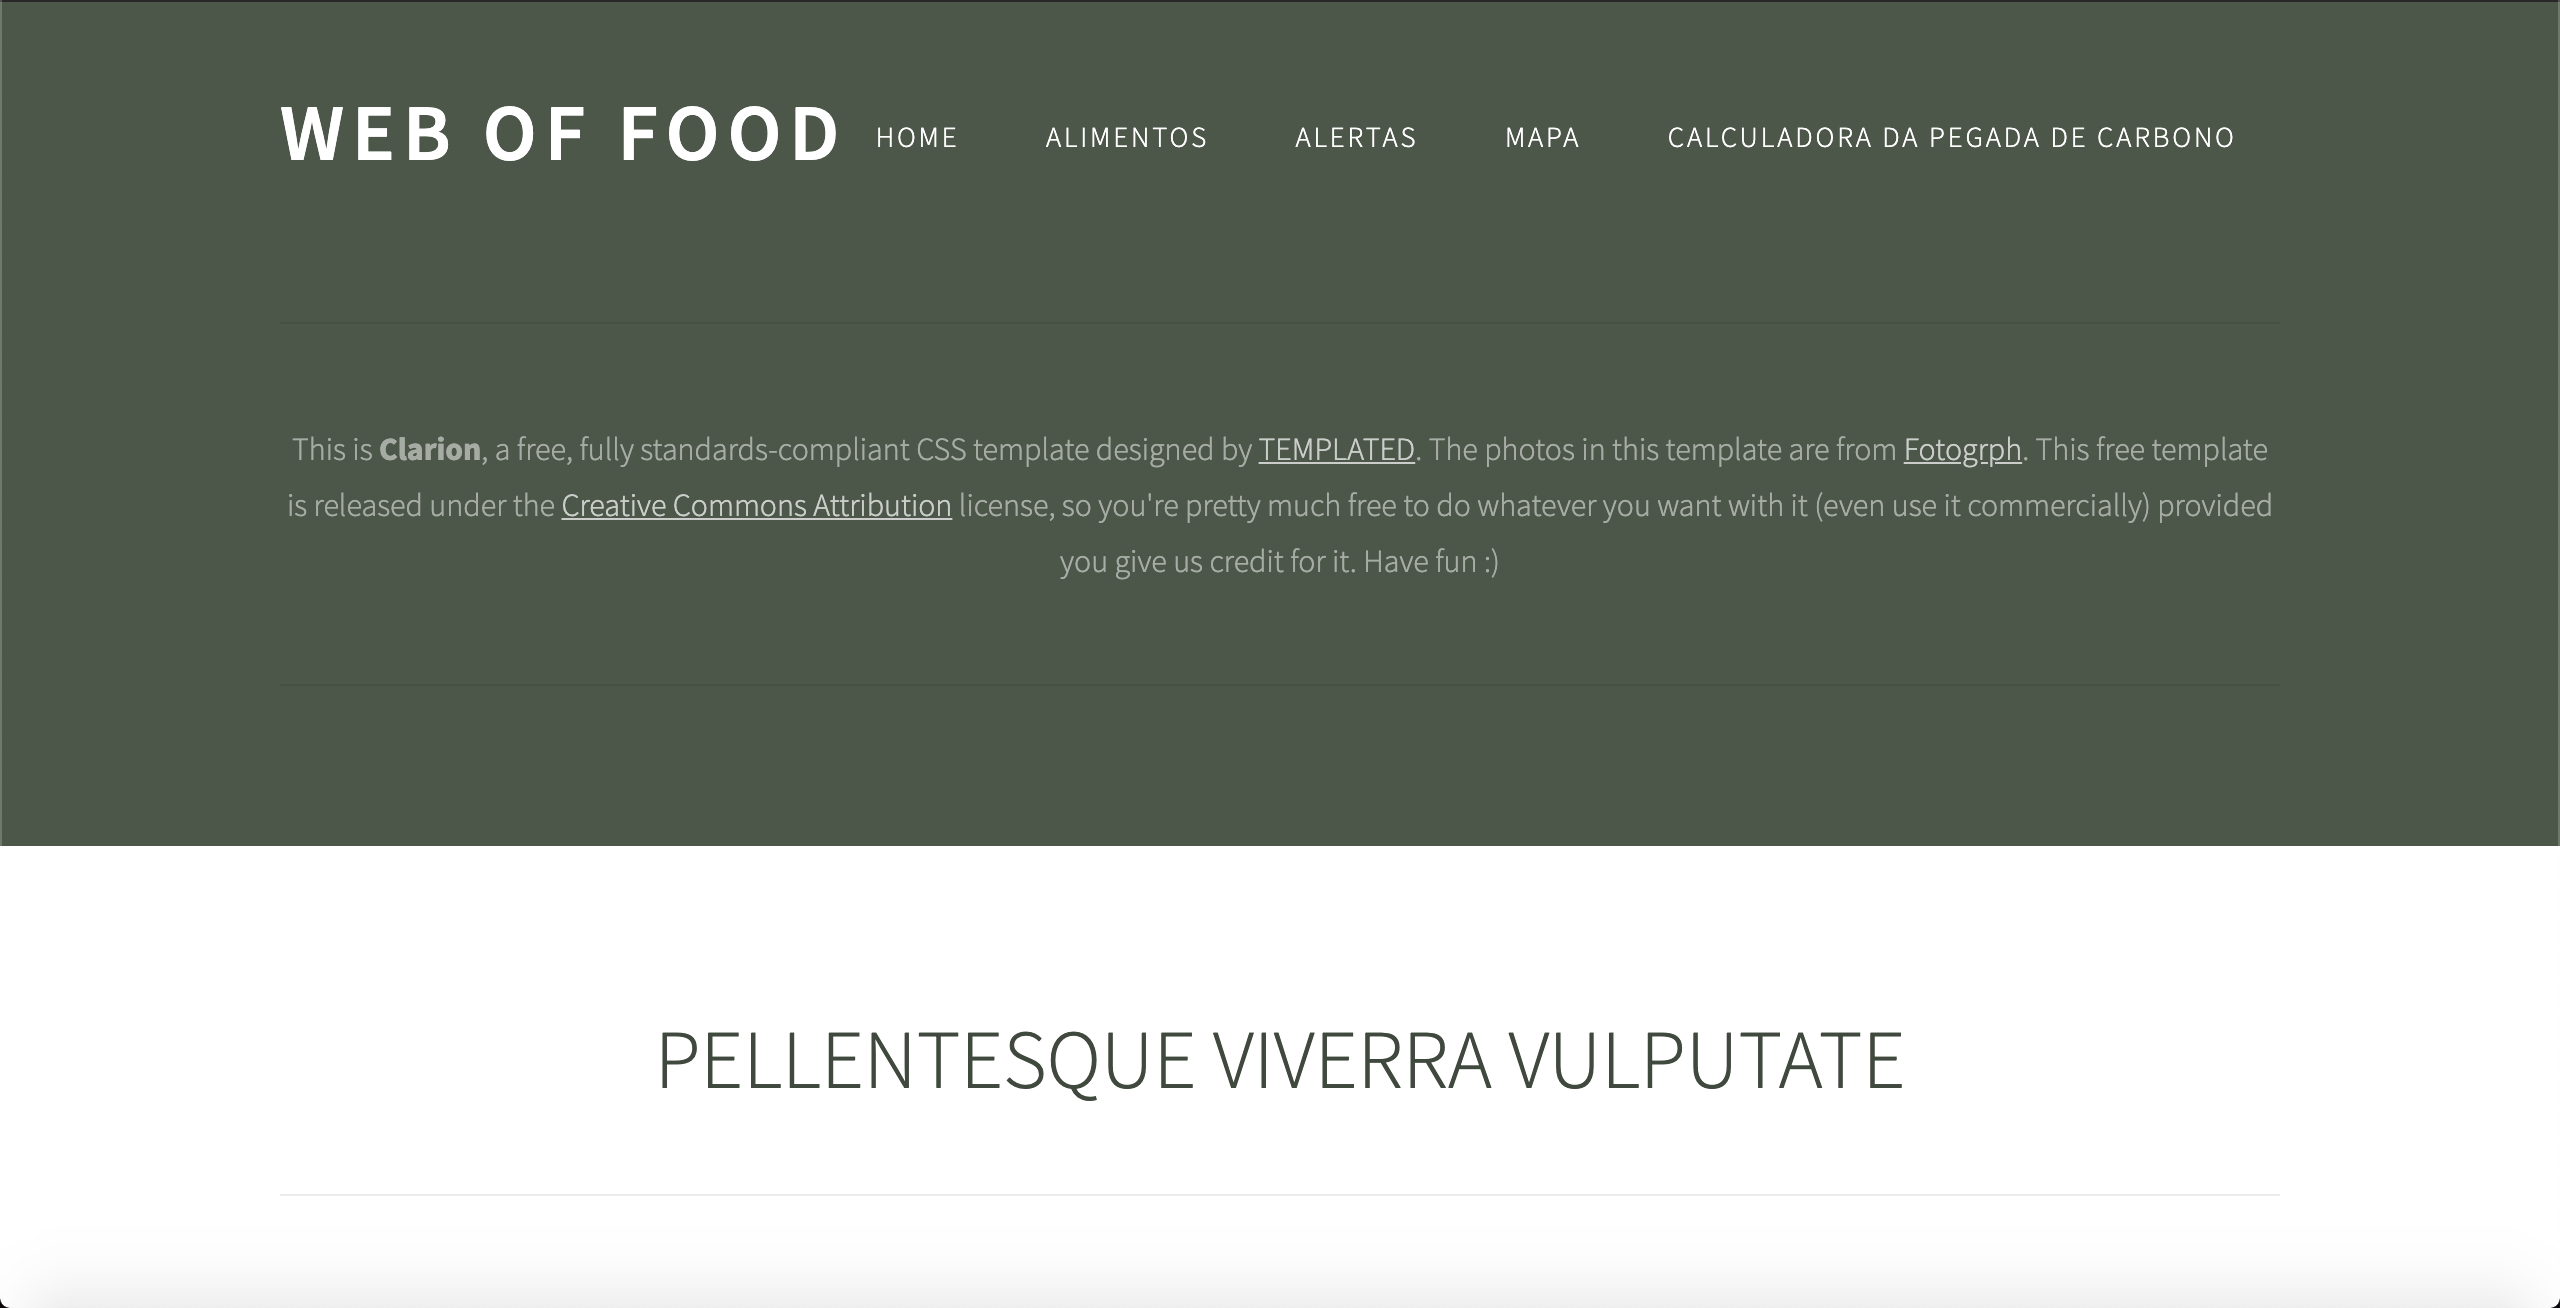 WEB OF FOOD HOME ALIMENTOS ALERTAS MAPA CALCULADORA DA PEGADA DE CARBONO
This is Clarion, a free, fully standards-compliant CSS template designed by TEMPLATED. The photos in this template are from Fotogrph. This free template
is released under the Creative Commons Attribution license, so you're pretty much free to do whatever you want with it (even use it commercially) provided
you give us credit for it. Have fun :)
PELLENTESQUE VIVERRA VULPUTATE